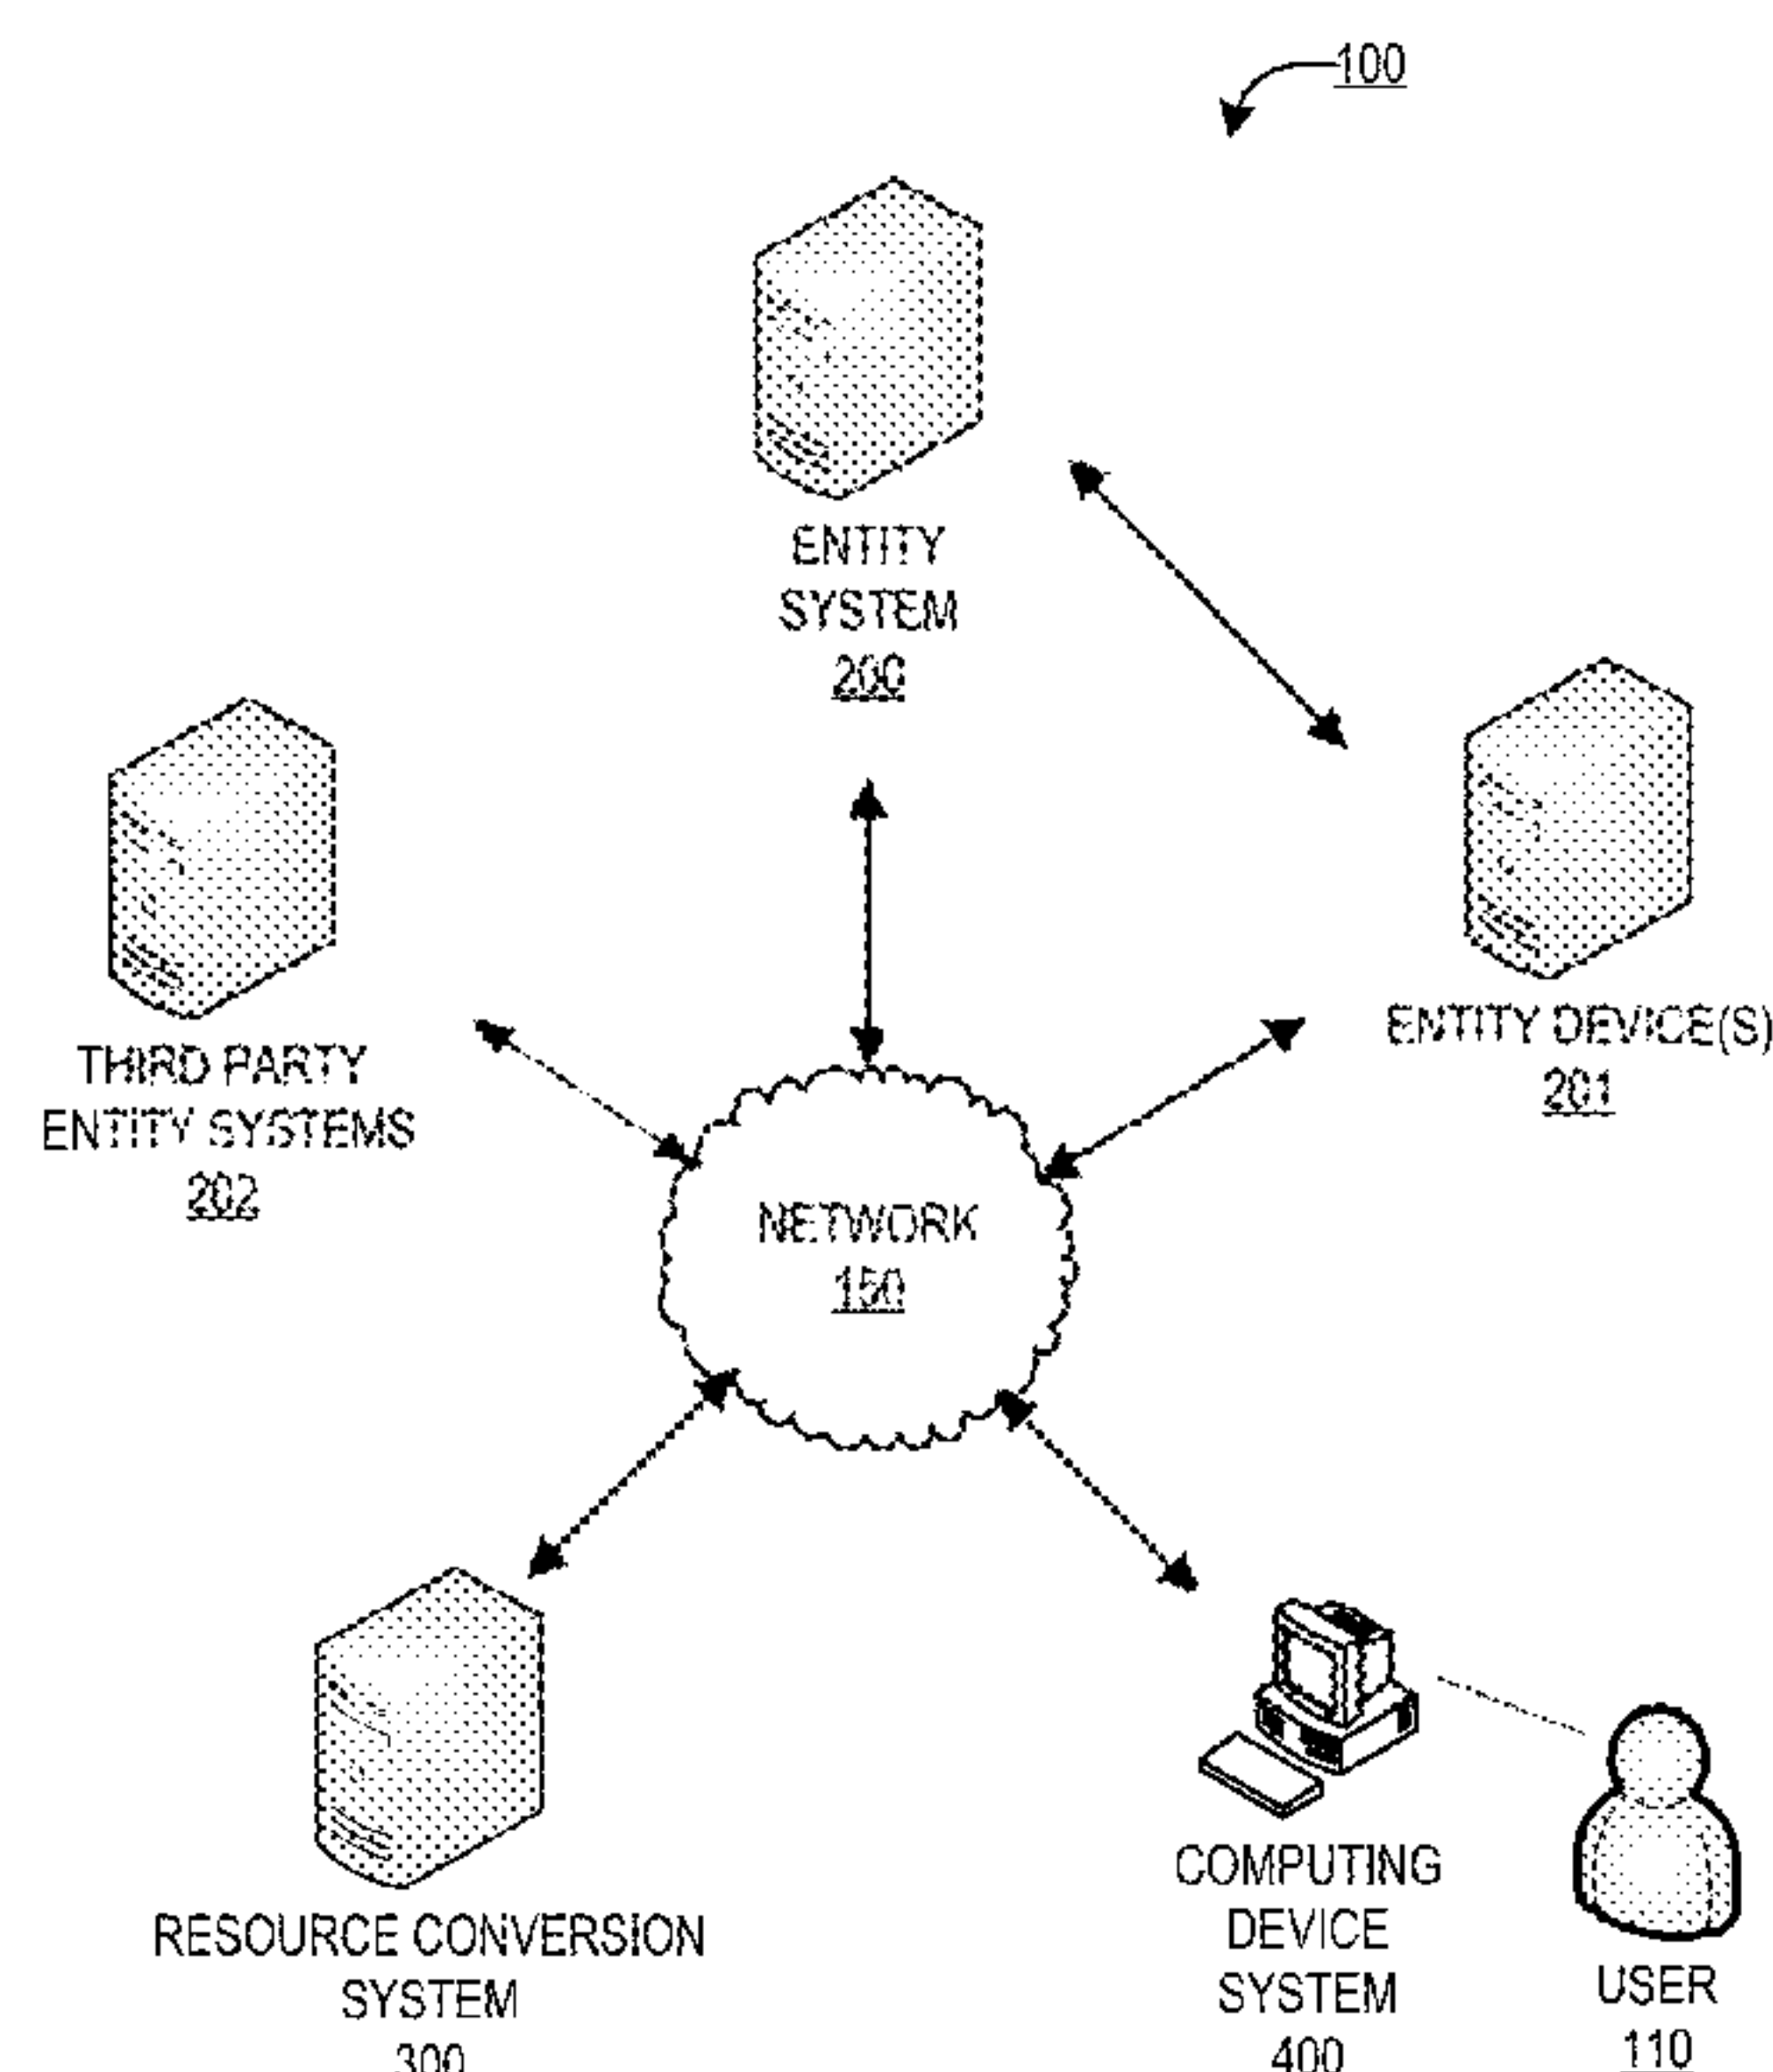 100
ENTITY
SYSTEM
200
THIRD PARTY
ENTITY SYSTEMS
202
ENTITY DEVICE(S)
201
NETWORK
150
RESOURCE CONVERSION
SYSTEM
300
COMPUTING
DEVICE
SYSTEM
400
USER
110